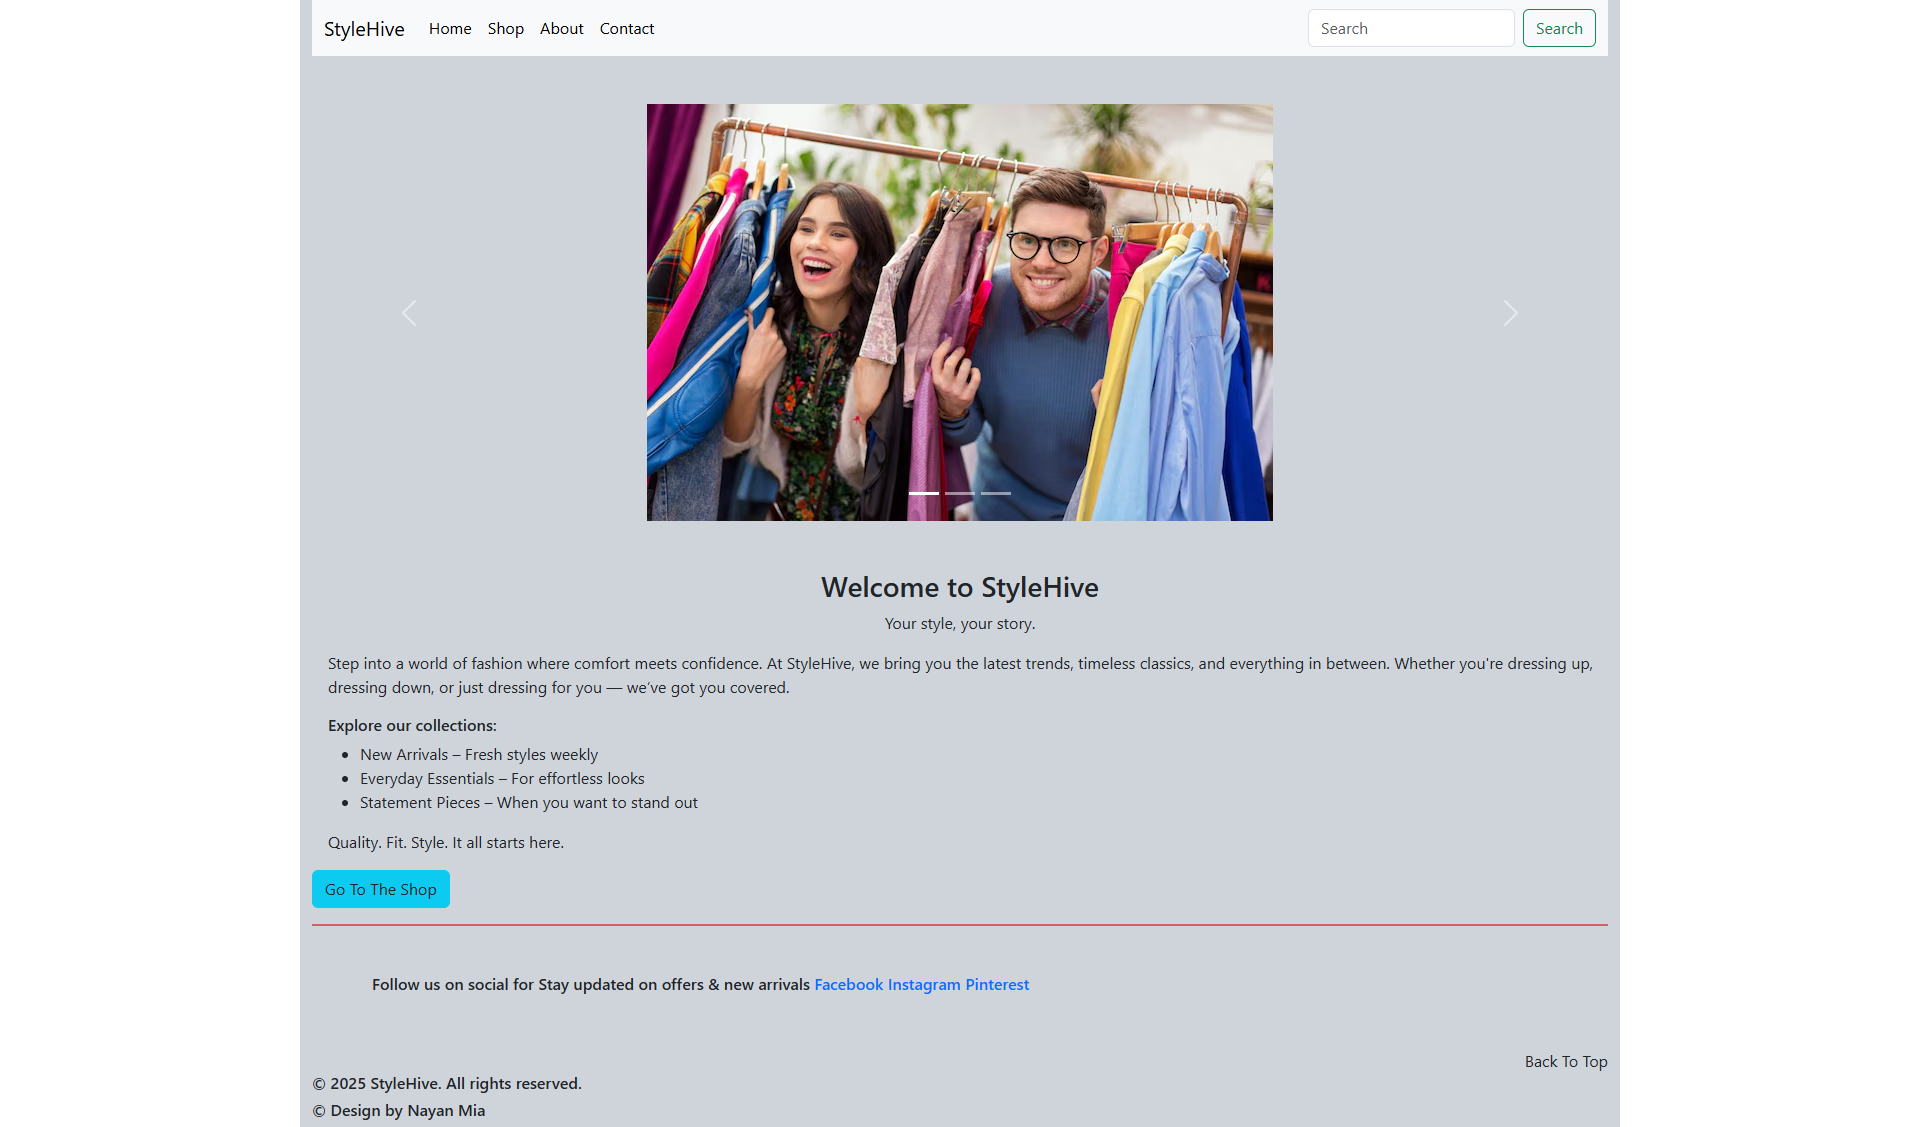 StyleHive Home Shop About Contact Search Search
Welcome to StyleHive
Your style, your story.
Step into a world of fashion where comfort meets confidence. At StyleHive, we bring you the latest trends, timeless classics, and everything in between. Whether you're dressing up,
dressing down, or just dressing for you — we’ve got you covered.
Explore our collections:
• New Arrivals – Fresh styles weekly
• Everyday Essentials – For effortless looks
• Statement Pieces – When you want to stand out
Quality. Fit. Style. It all starts here.
Go To The Shop
Follow us on social for Stay updated on offers & new arrivals Facebook Instagram Pinterest
Back To Top
© 2025 StyleHive. All rights reserved.
© Design by Nayan Mia